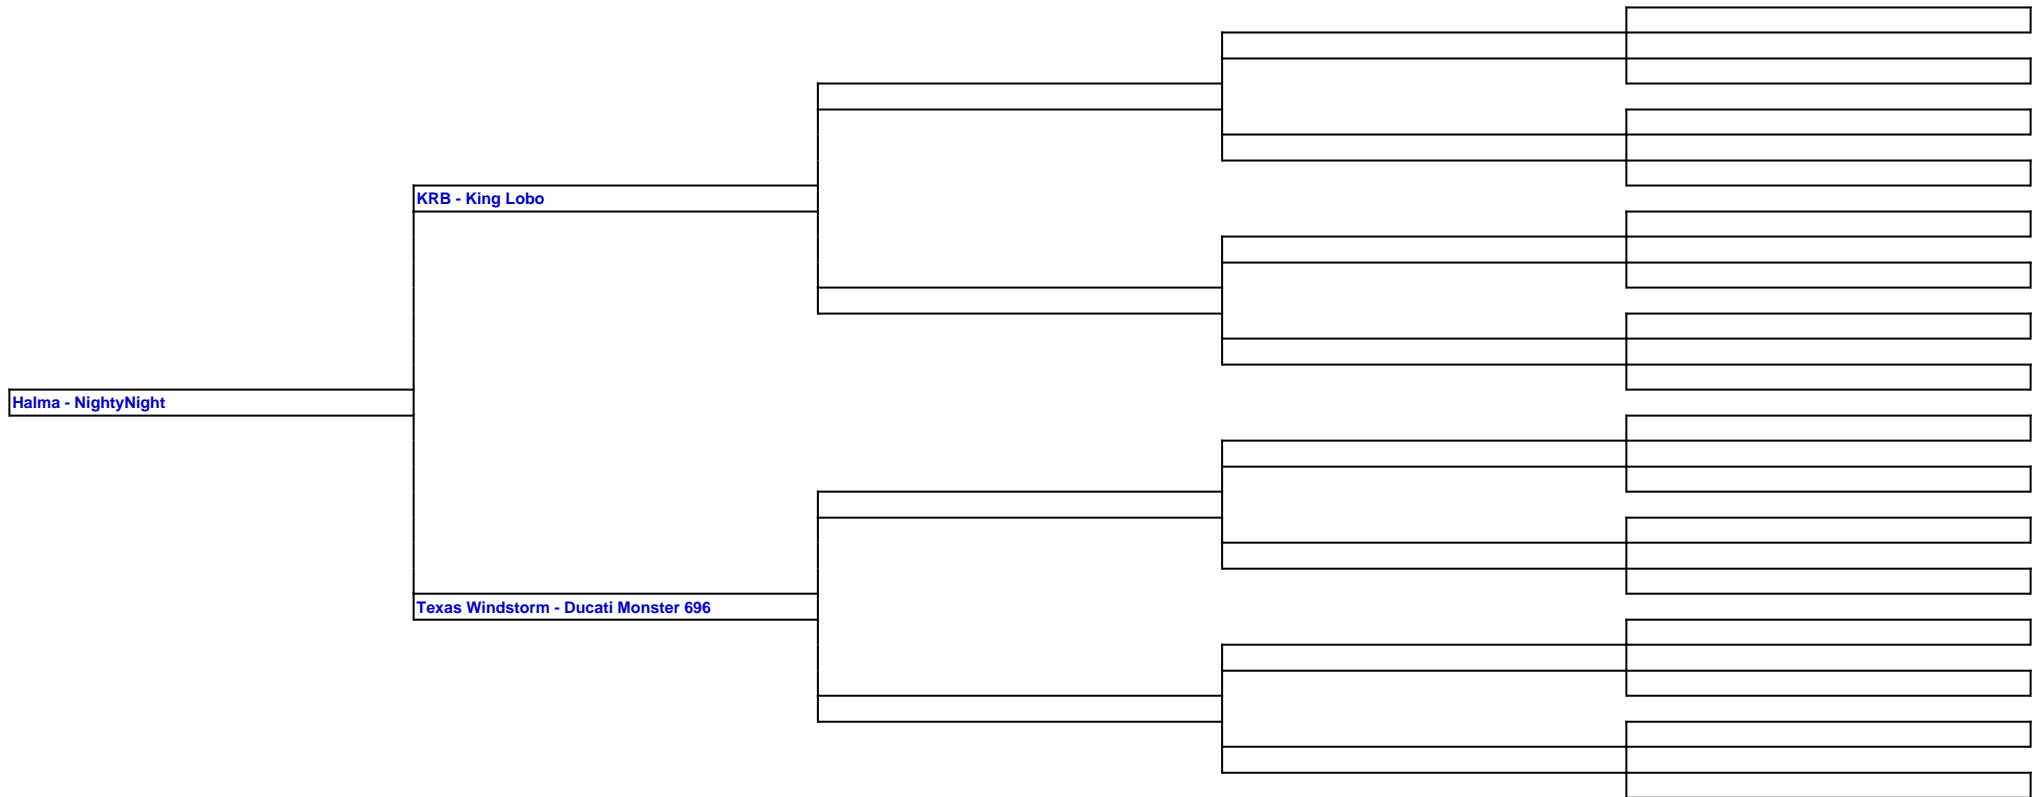 KRB - King Lobo
Halma - NightyNight
Texas Windstorm - Ducati Monster 696